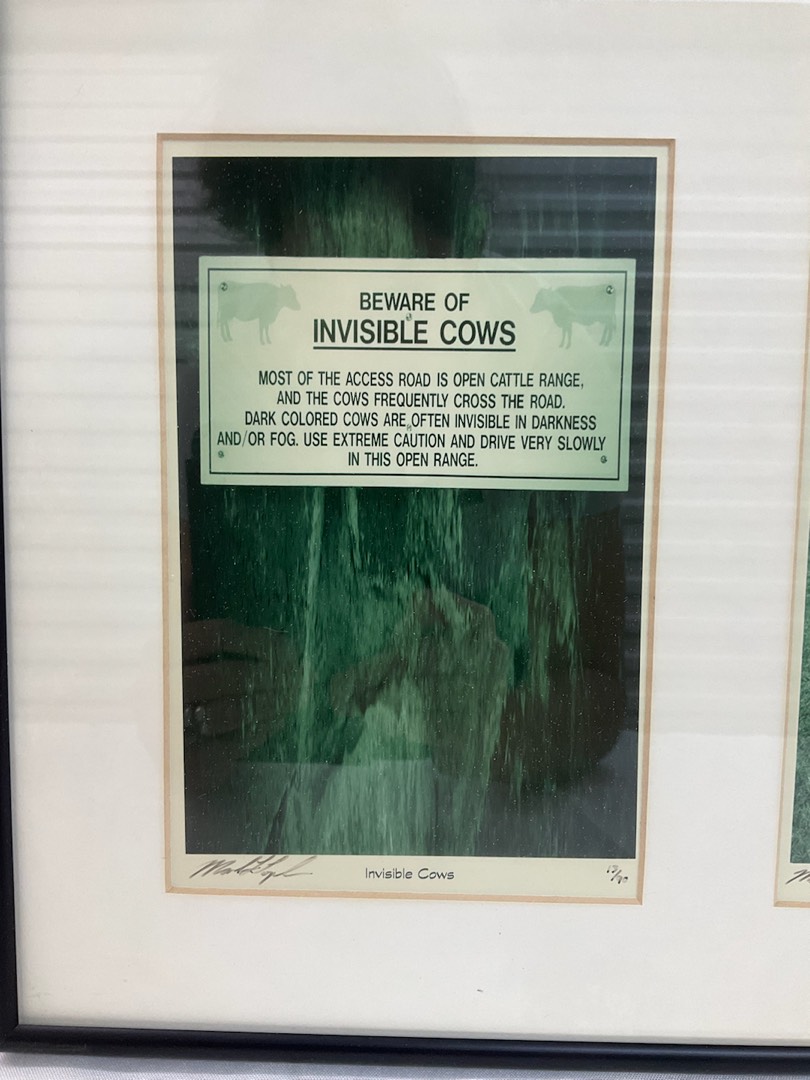 BEWARE OF
INVISIBLE COWS
MOST OF THE ACCESS ROAD IS OPEN CATTLE RANGE,
AND THE COWS FREQUENTLY CROSS THE ROAD.
DARK COLORED COWS ARE OFTEN INVISIBLE IN DARKNESS
AND/OR FOG. USE EXTREME CAUTION AND DRIVE VERY SLOWLY
IN THIS OPEN RANGE.
Invisible Cows